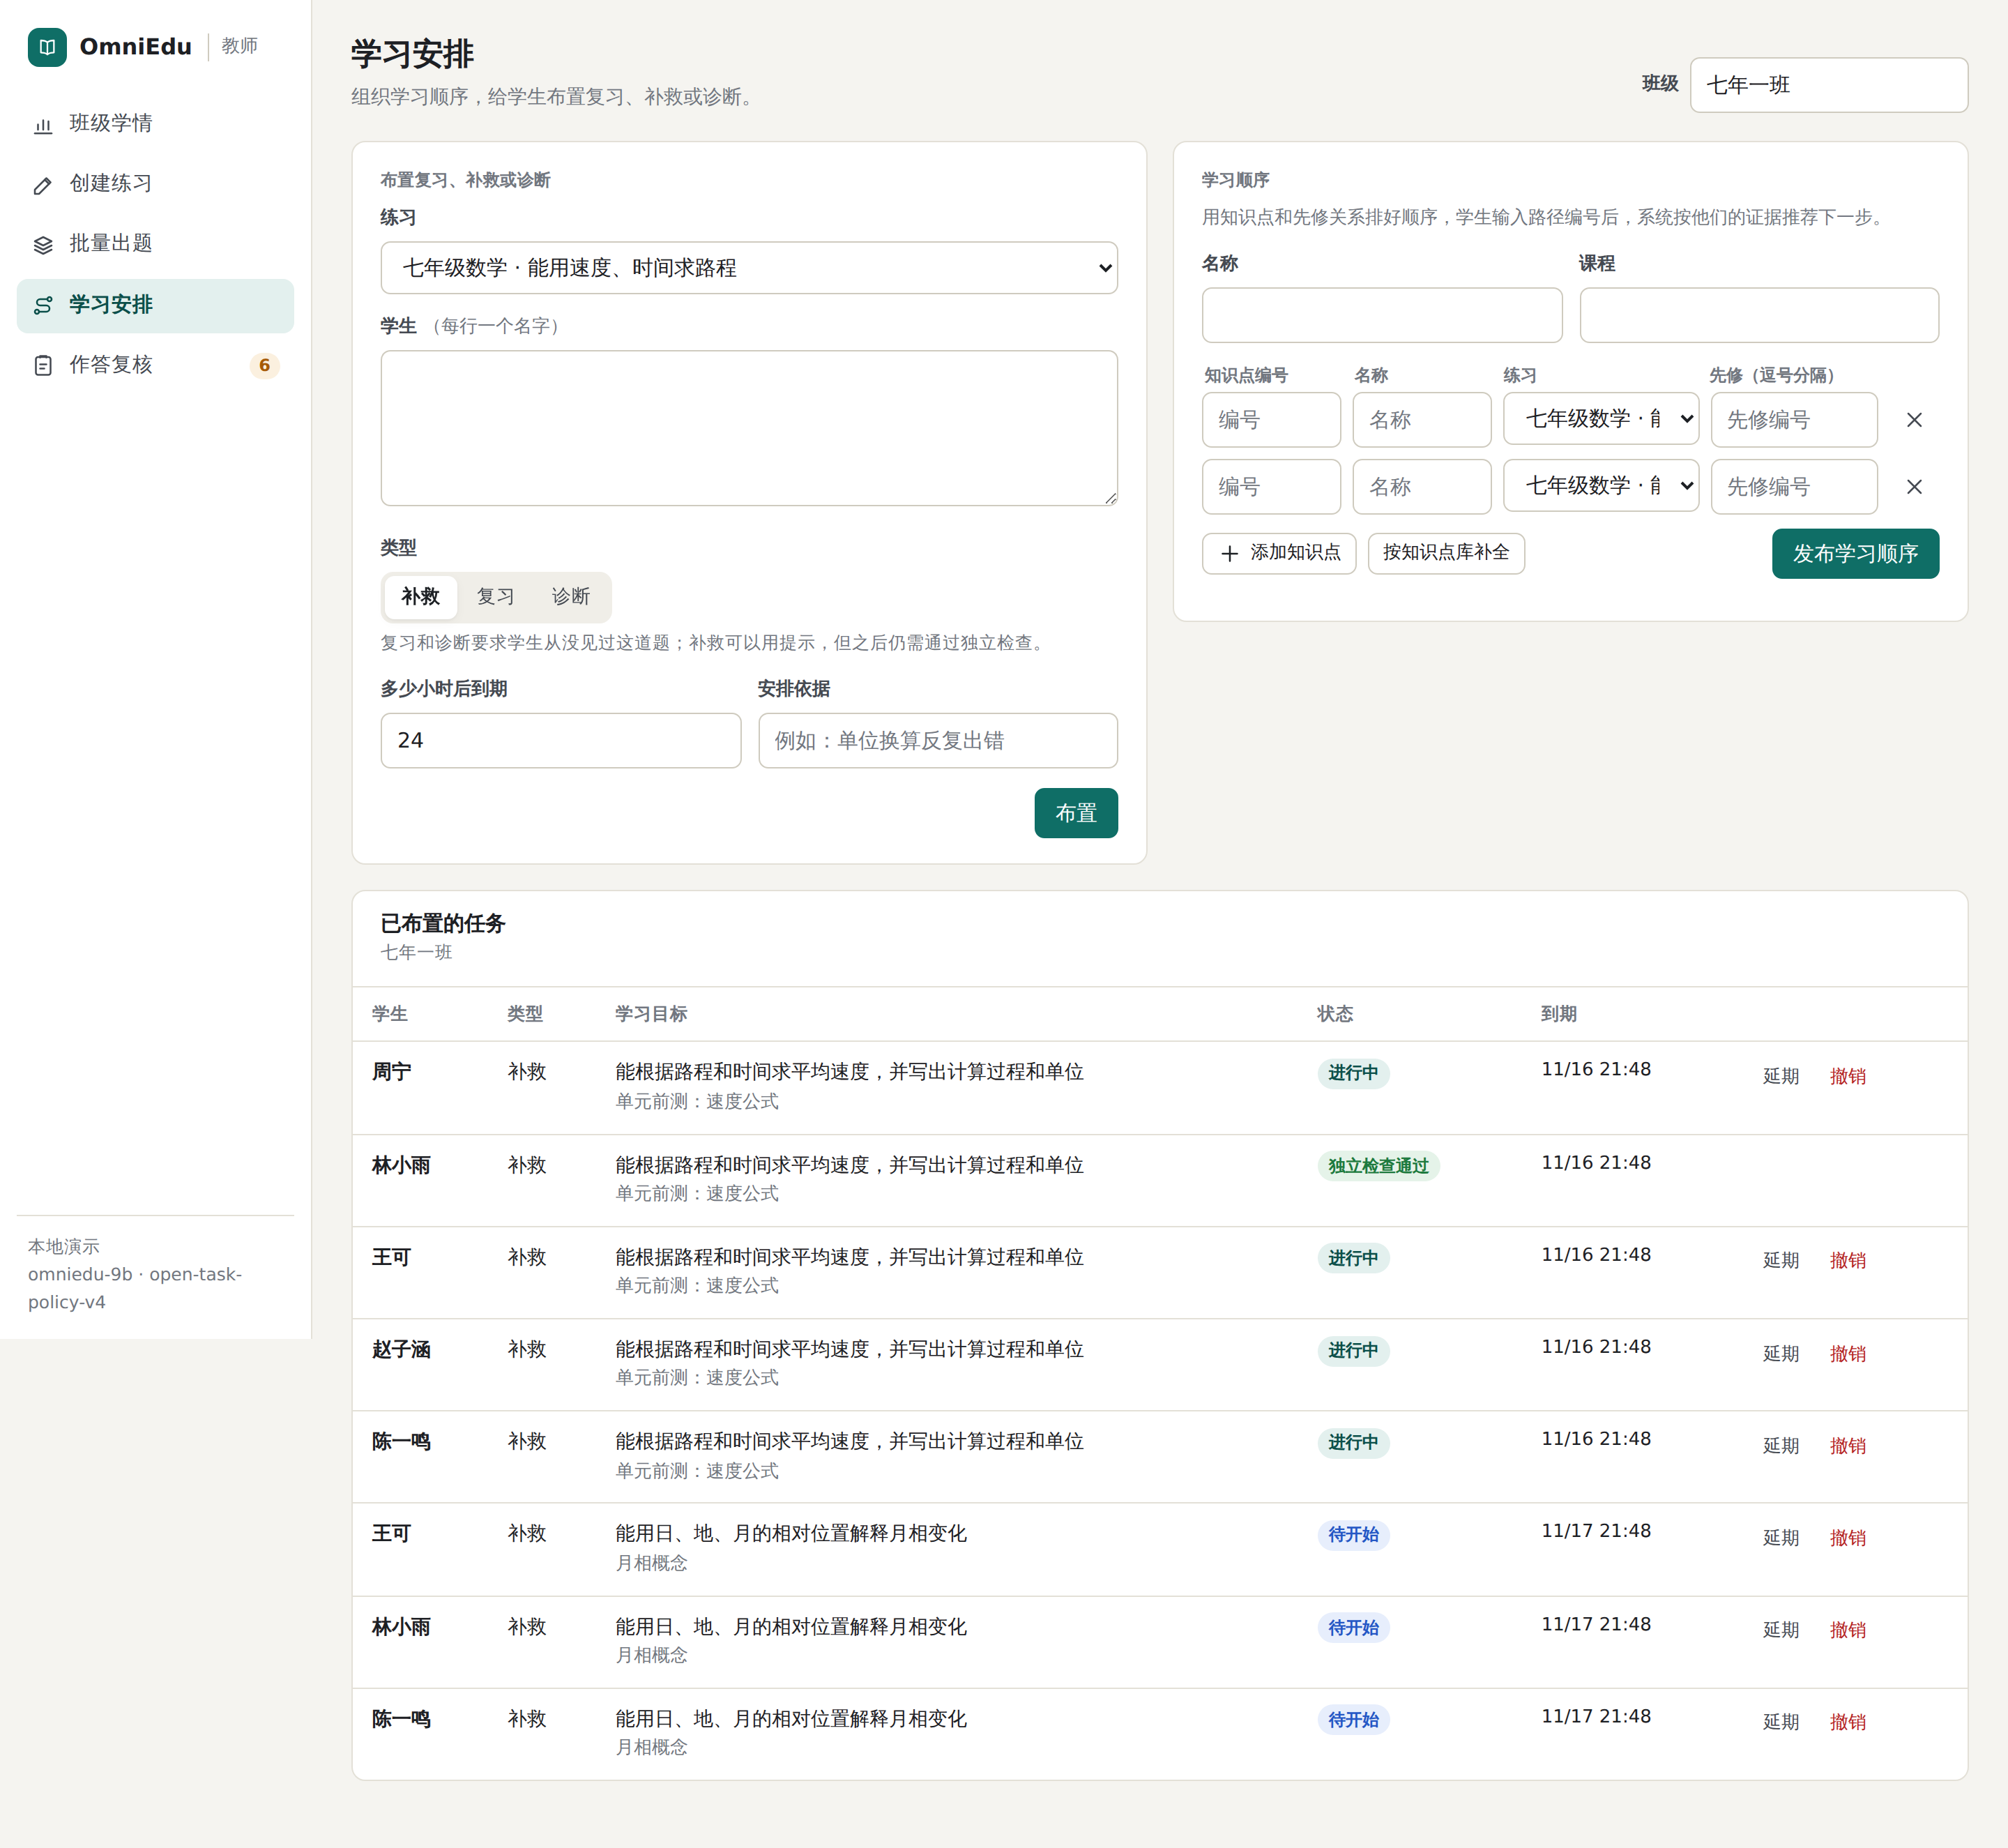 OmniEdu 教师
班级学情
创建练习
批量出题
学习安排
作答复核 6
本地演示
omniedu-9b · open-task-
policy-v4
学习安排
组织学习顺序，给学生布置复习、补救或诊断。
班级 七年一班
布置复习、补救或诊断
练习
七年级数学 · 能用速度、时间求路程
学生 （每行一个名字）
类型
补救 复习 诊断
复习和诊断要求学生从没见过这道题；补救可以用提示，但之后仍需通过独立检查。
多少小时后到期 安排依据
24 例如：单位换算反复出错
布置
学习顺序
用知识点和先修关系排好顺序，学生输入路径编号后，系统按他们的证据推荐下一步。
名称 课程
知识点编号 名称 练习 先修（逗号分隔）
编号 名称 七年级数学 · 先修编号
编号 名称 七年级数学 · 先修编号
添加知识点 按知识点库补全 发布学习顺序
已布置的任务
七年一班
学生 类型 学习目标 状态 到期
周宁 补救 能根据路程和时间求平均速度，并写出计算过程和单位 进行中 11/16 21:48 延期 撤销
单元前测：速度公式
林小雨 补救 能根据路程和时间求平均速度，并写出计算过程和单位 独立检查通过 11/16 21:48
单元前测：速度公式
王可 补救 能根据路程和时间求平均速度，并写出计算过程和单位 进行中 11/16 21:48 延期 撤销
单元前测：速度公式
赵子涵 补救 能根据路程和时间求平均速度，并写出计算过程和单位 进行中 11/16 21:48 延期 撤销
单元前测：速度公式
陈一鸣 补救 能根据路程和时间求平均速度，并写出计算过程和单位 进行中 11/16 21:48 延期 撤销
单元前测：速度公式
王可 补救 能用日、地、月的相对位置解释月相变化 待开始 11/17 21:48 延期 撤销
月相概念
林小雨 补救 能用日、地、月的相对位置解释月相变化 待开始 11/17 21:48 延期 撤销
月相概念
陈一鸣 补救 能用日、地、月的相对位置解释月相变化 待开始 11/17 21:48 延期 撤销
月相概念